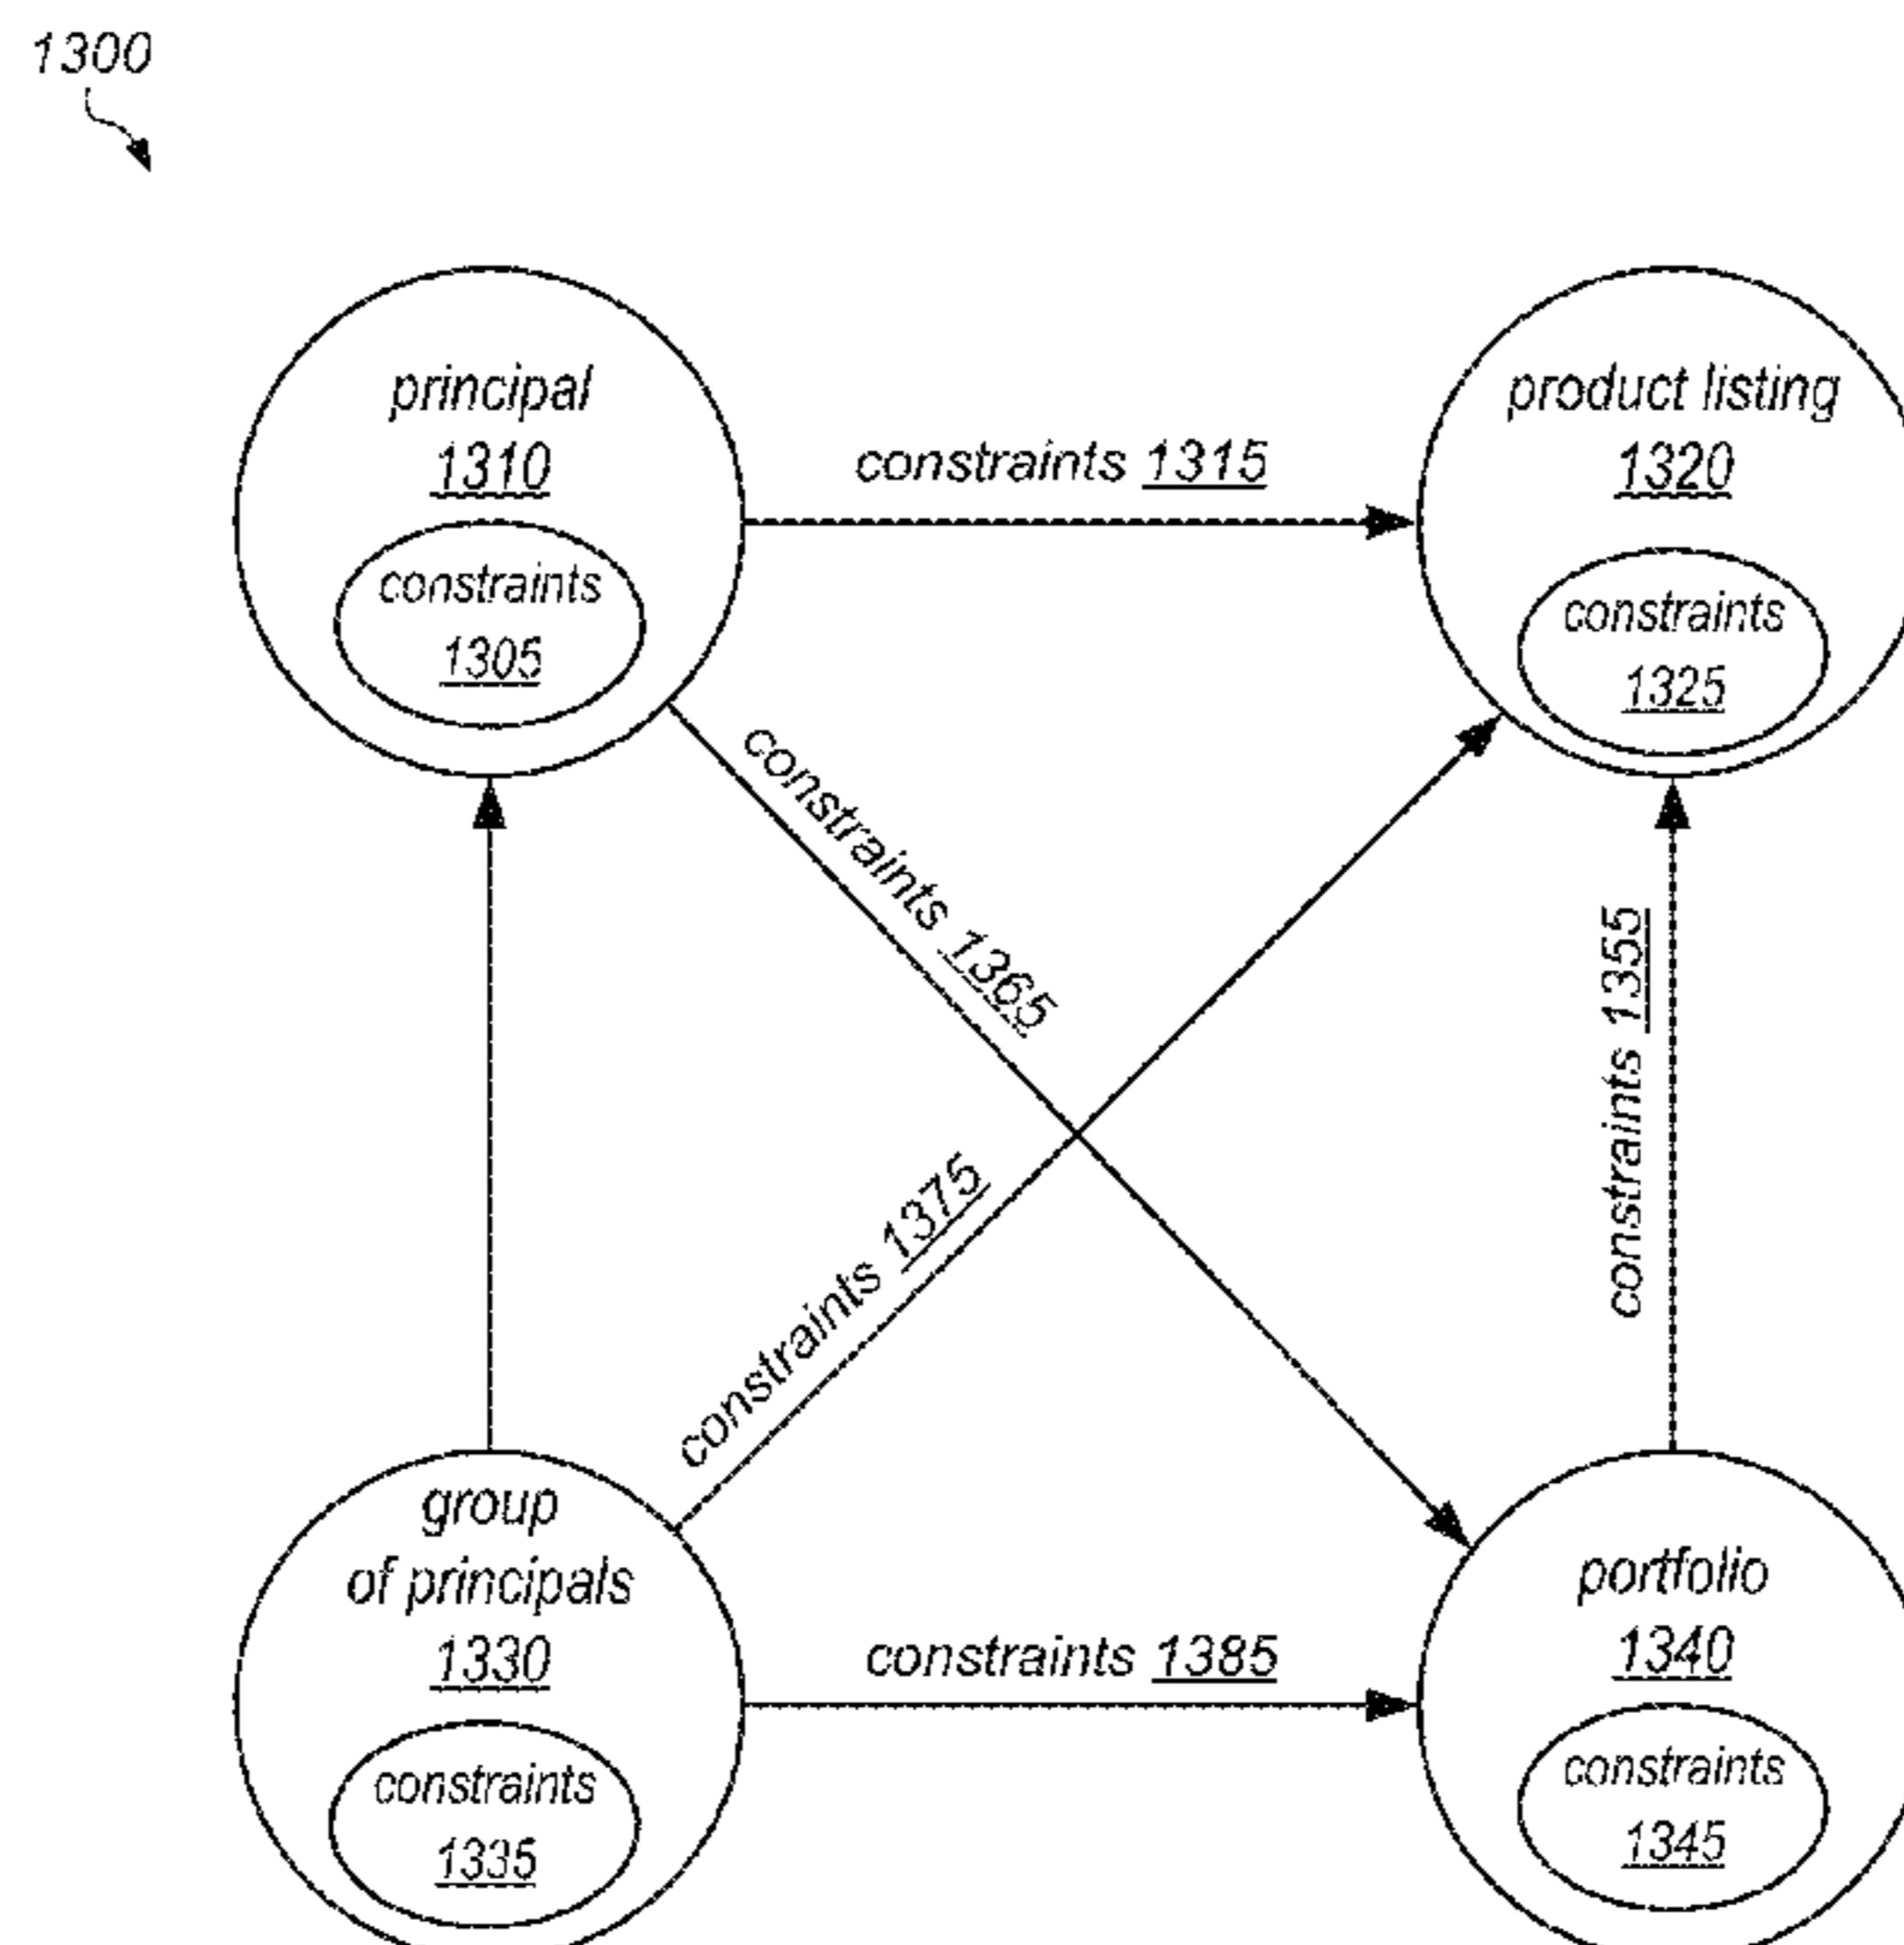 1300
principal
1310
constraints
1305
constraints 1315
product listing
1320
constraints
1325
constraints 1365
constraints 1375
constraints 1355
group
of principals
1330
constraints
1335
constraints 1385
portfolio
1340
constraints
1345